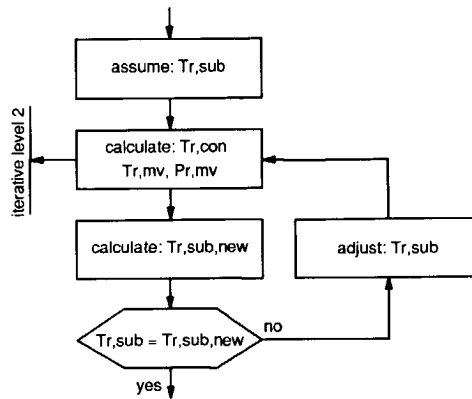 assume: Tr,sub
iterative level 2
calculate: Tr,con
Tr,mv, Pr,mv
calculate: Tr,sub,new
adjust: Tr,sub
Tr,sub = Tr,sub,new
no
yes